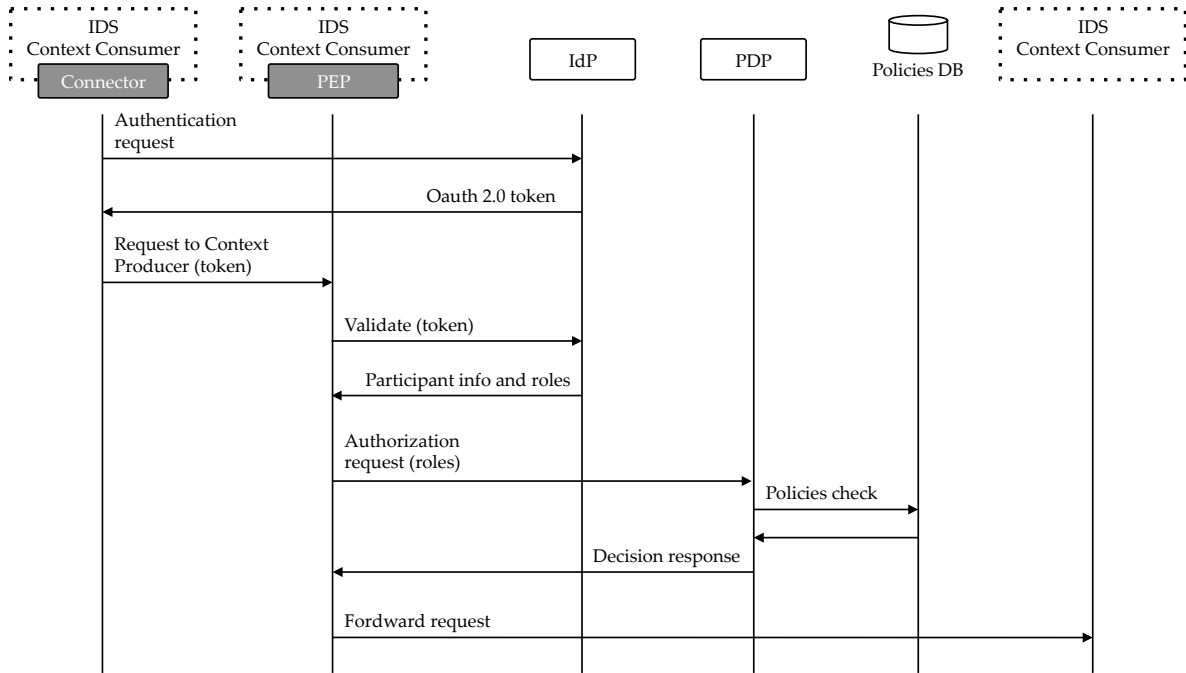 IDS
Context Consumer
Connector
IDS
Context Consumer
PEP
IdP
PDP
Policies DB
IDS
Context Consumer
Authentication
request
Oauth 2.0 token
Request to Context
Producer (token)
Validate (token)
Participant info and roles
Authorization
request (roles)
Policies check
Decision response
Fordward request